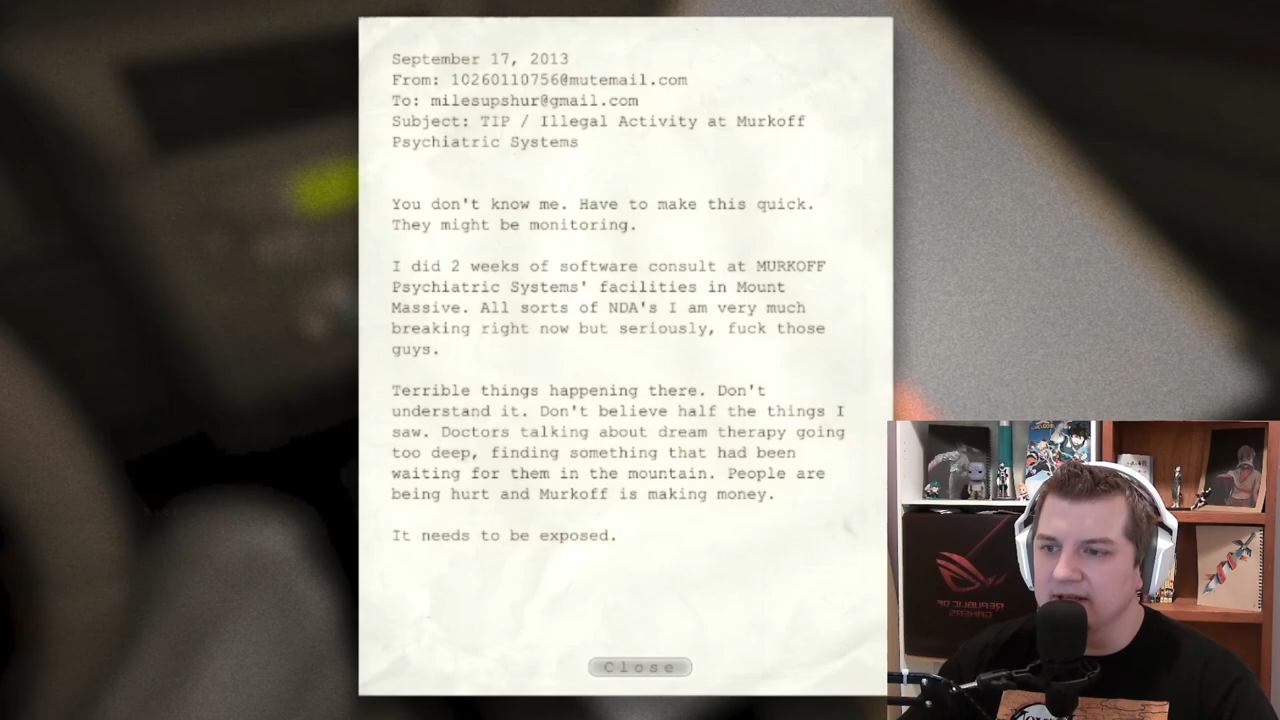 September 17, 2013
From: 10260110756@mutemail.com
To: milesupshur@gmail.com
Subject: TIP / Illegal Activity at Murkoff
Psychiatric Systems
You don't know me. Have to make this quick.
They might be monitoring.
I did 2 weeks of software consult at MURKOFF
Psychiatric Systems' facilities in Mount
Massive. All sorts of NDA's I am very much
breaking right now but seriously, fuck those
guys.
Terrible things happening there. Don't
understand it. Don't believe half the things I
saw. Doctors talking about dream therapy going
too deep, finding something that had been
waiting for them in the mountain. People are
being hurt and Murkoff is making money.
It needs to be exposed.
Close
REPUBLIC OF
GAMERS